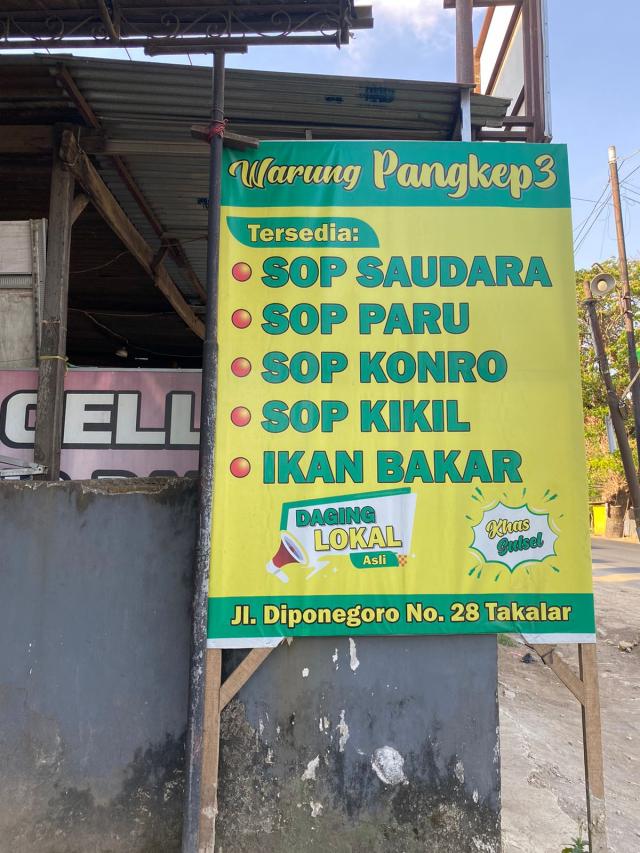 Warung Pangkep3
Tersedia:
SOP SAUDARA
SOP PARU
SOP KONRO
SOP KIKIL
IKAN BAKAR
DAGING
LOKAL
Asli
Khas
Sulsel
Jl. Diponegoro No. 28 Takalar
CELL